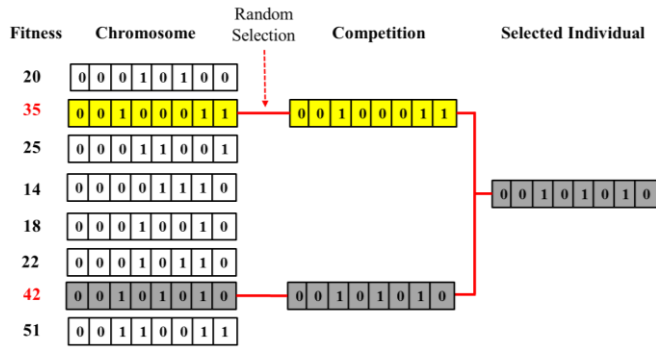 Random
Selection
Fitness Chromosome Competition Selected Individual
20 0 0 0 1 0 1 0 0
35 0 0 1 0 0 0 1 1 0 0 1 0 0 0 1 1
25 0 0 0 1 1 0 0 1
14 0 0 0 0 1 1 1 0
0 0 1 0 1 0 1 0
18 0 0 0 1 0 0 1 0
22 0 0 0 1 0 1 1 0
42 0 0 1 0 1 0 1 0 0 0 1 0 1 0 1 0
51 0 0 1 1 0 0 1 1